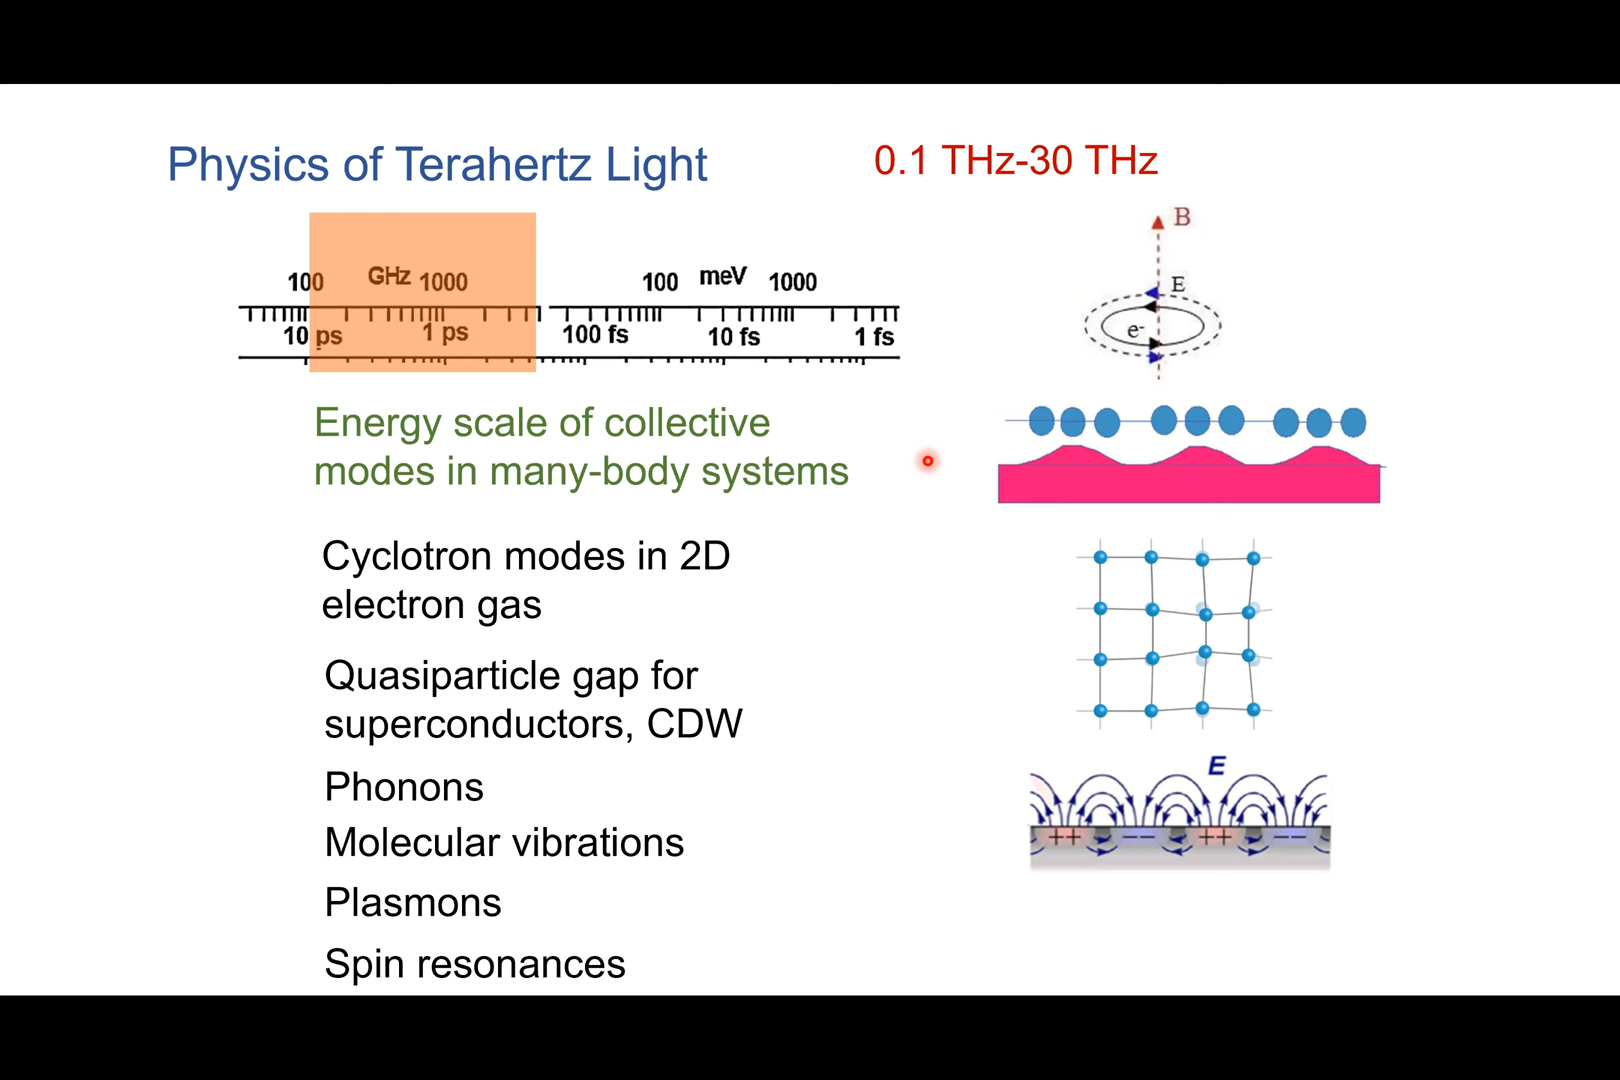 Physics of Terahertz Light
0.1 THz-30 THz
100 GHz 1000 100 meV 1000
10 ps 1 ps 100 fs 10 fs 1 fs
B
E
e-
Energy scale of collective
modes in many-body systems
Cyclotron modes in 2D
electron gas
Quasiparticle gap for
superconductors, CDW
Phonons
Molecular vibrations
Plasmons
Spin resonances
E
++ -- ++ --